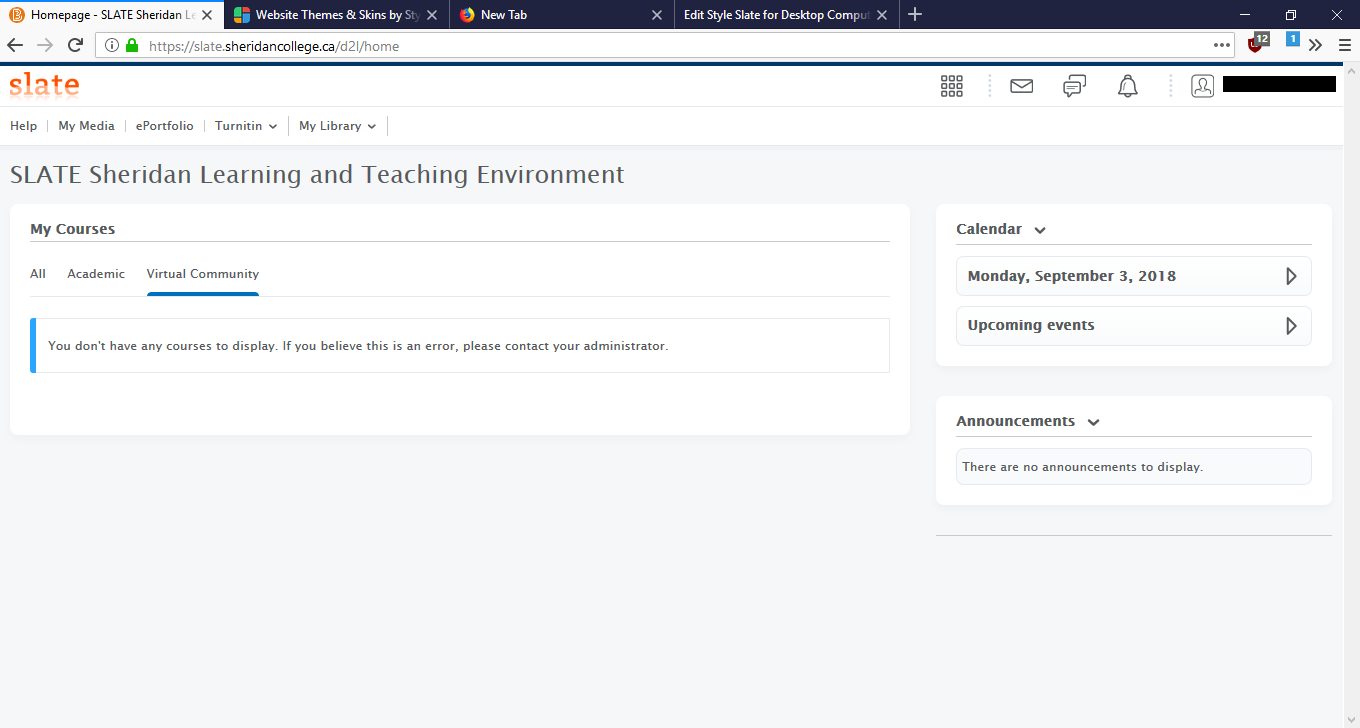 Homepage - SLATE Sheridan Le
Website Themes & Skins by Sty
New Tab
Edit Style Slate for Desktop Comput
https://slate.sheridancollege.ca/d2l/home
12
1
slate
Help
My Media
ePortfolio
Turnitin
My Library
SLATE Sheridan Learning and Teaching Environment
My Courses
All
Academic
Virtual Community
You don't have any courses to display. If you believe this is an error, please contact your administrator.
Calendar
Monday, September 3, 2018
Upcoming events
Announcements
There are no announcements to display.